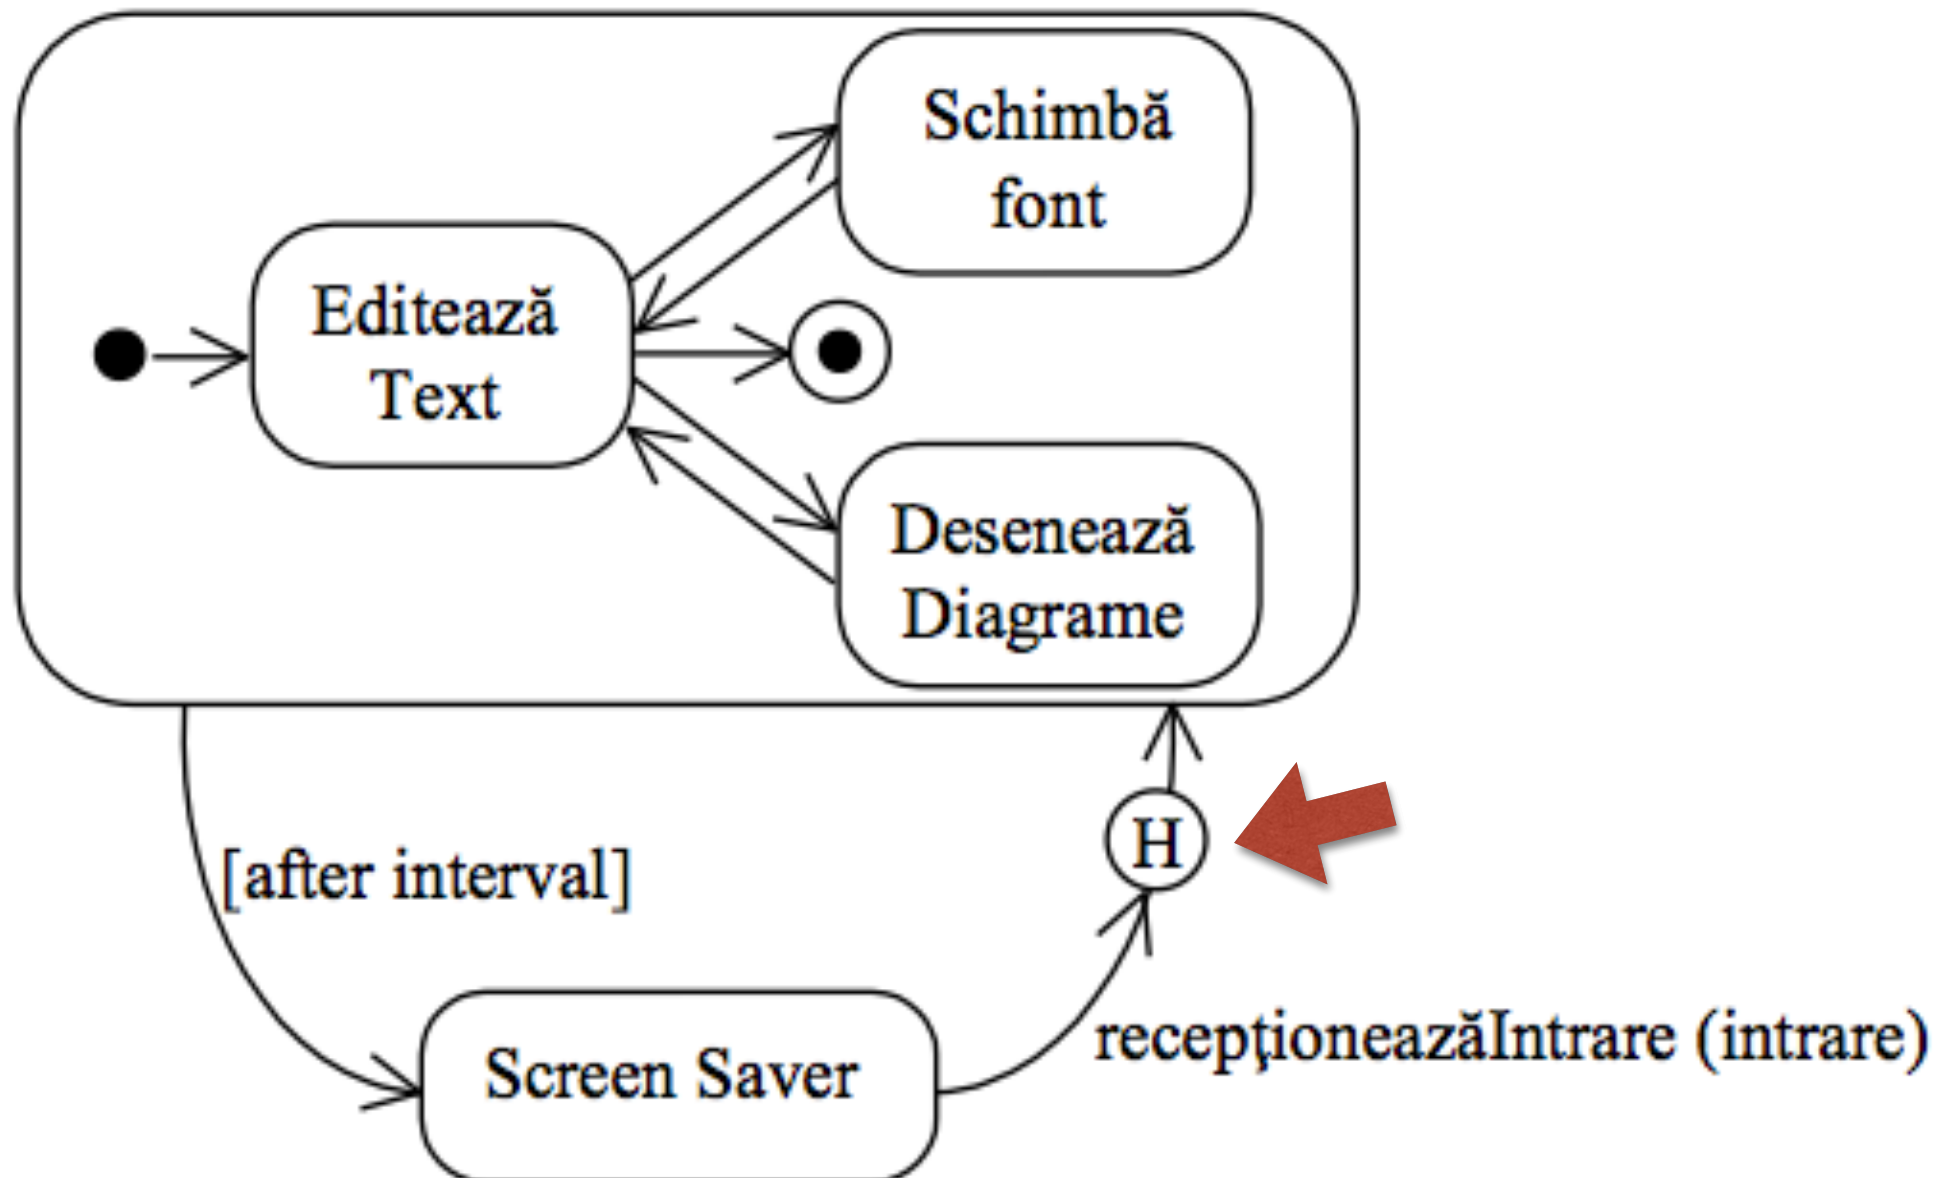 Schimbă
font
Editează
Text
Desenează
Diagrame
H
[after interval]
recepţioneazăIntrare (intrare)
Screen Saver